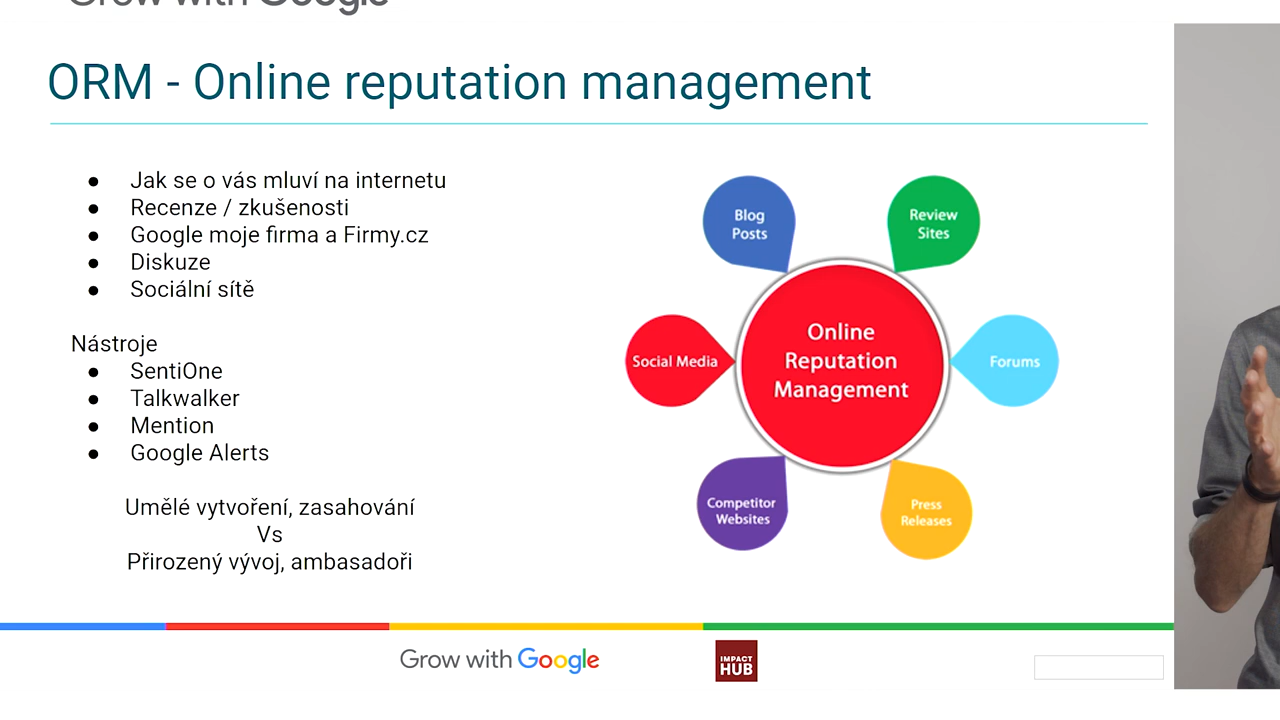 Grow with Google
ORM - Online reputation management
● Jak se o vás mluví na internetu
● Recenze / zkušenosti
● Google moje firma a Firmy.cz
● Diskuze
● Sociální sítě
Nástroje
● SentiOne
● Talkwalker
● Mention
● Google Alerts
Umělé vytvoření, zasahování
Vs
Přirozený vývoj, ambasadoři
Blog
Posts
Review
Sites
Social Media
Online
Reputation
Management
Forums
Competitor
Websites
Press
Releases
Grow with Google
IMPACT
HUB